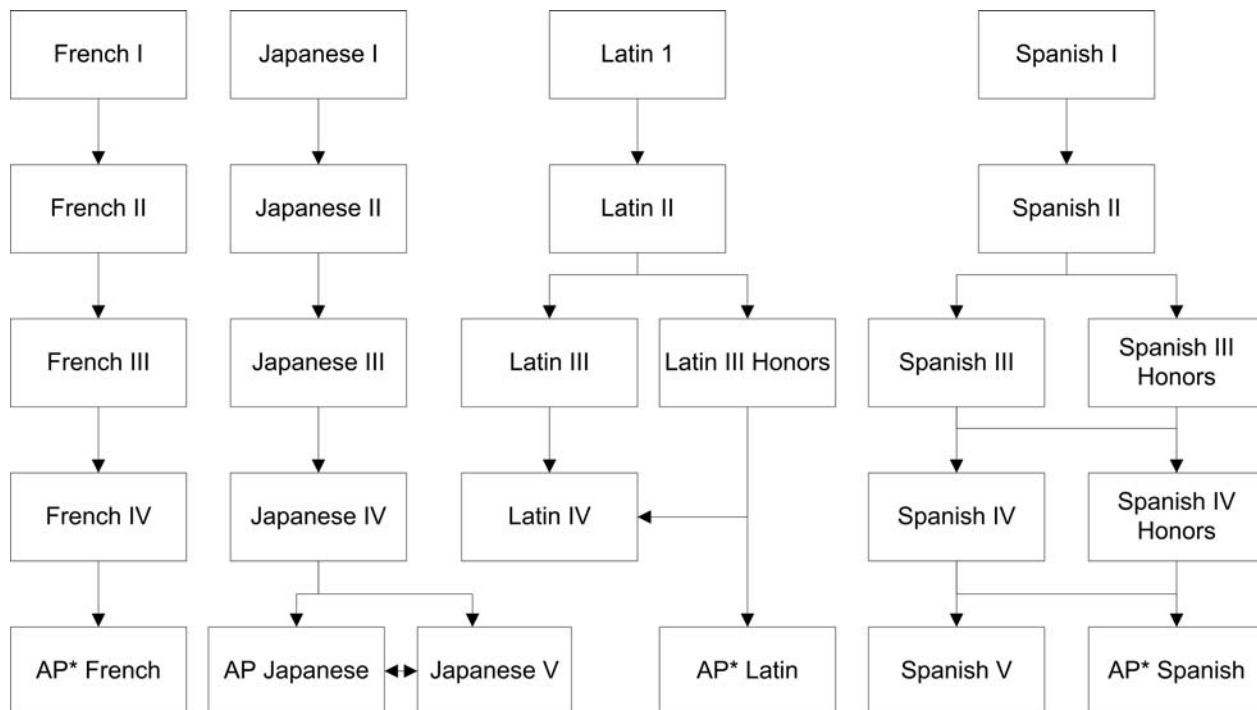 French I
Japanese I
Latin 1
Spanish I
French II
Japanese II
Latin II
Spanish II
French III
Japanese III
Latin III
Latin III Honors
Spanish III
Spanish III
Honors
French IV
Japanese IV
Latin IV
Spanish IV
Spanish IV
Honors
AP* French
AP Japanese
Japanese V
AP* Latin
Spanish V
AP* Spanish